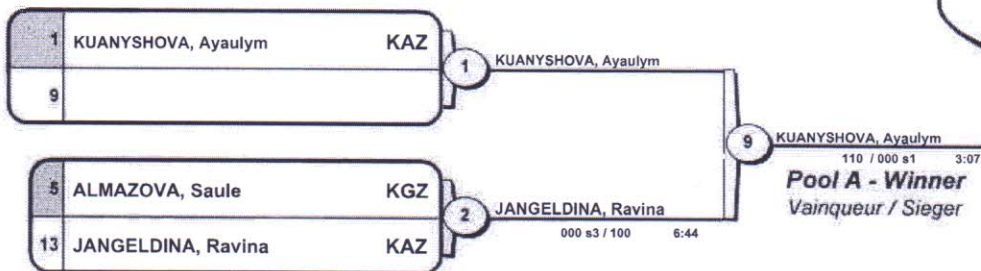 1 KUANYSHOVA, Ayaulym KAZ
9
1 KUANYSHOVA, Ayaulym
5 ALMAZOVA, Saule KGZ
13 JANGELDINA, Ravina KAZ
2 JANGELDINA, Ravina
000 s3 / 100 6:44
9 KUANYSHOVA, Ayaulym
110 / 000 s1 3:07
Pool A - Winner
Vainqueur / Sieger